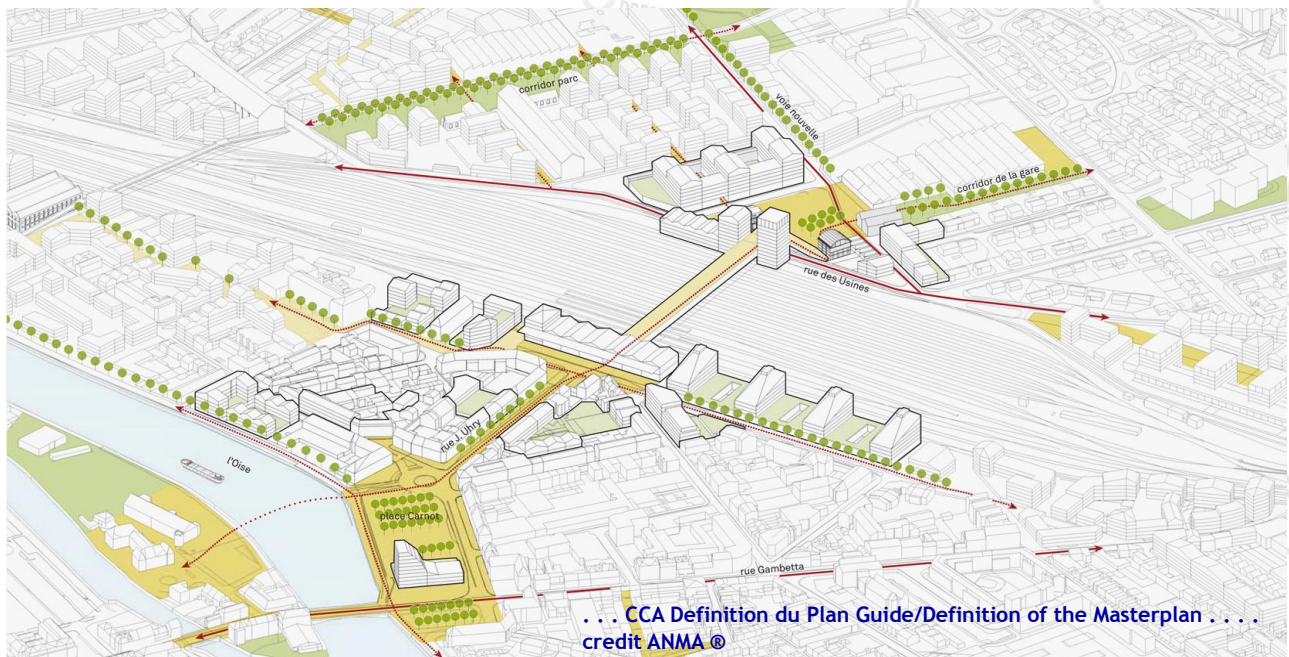 corridor parc
voie nouvelle
corridor de la gare
rue des Usines
rue J. Uhry
l'Oise
place Carnot
rue Gambetta
. . . CCA Definition du Plan Guide/Definition of the Masterplan . . . .
credit ANMA ®